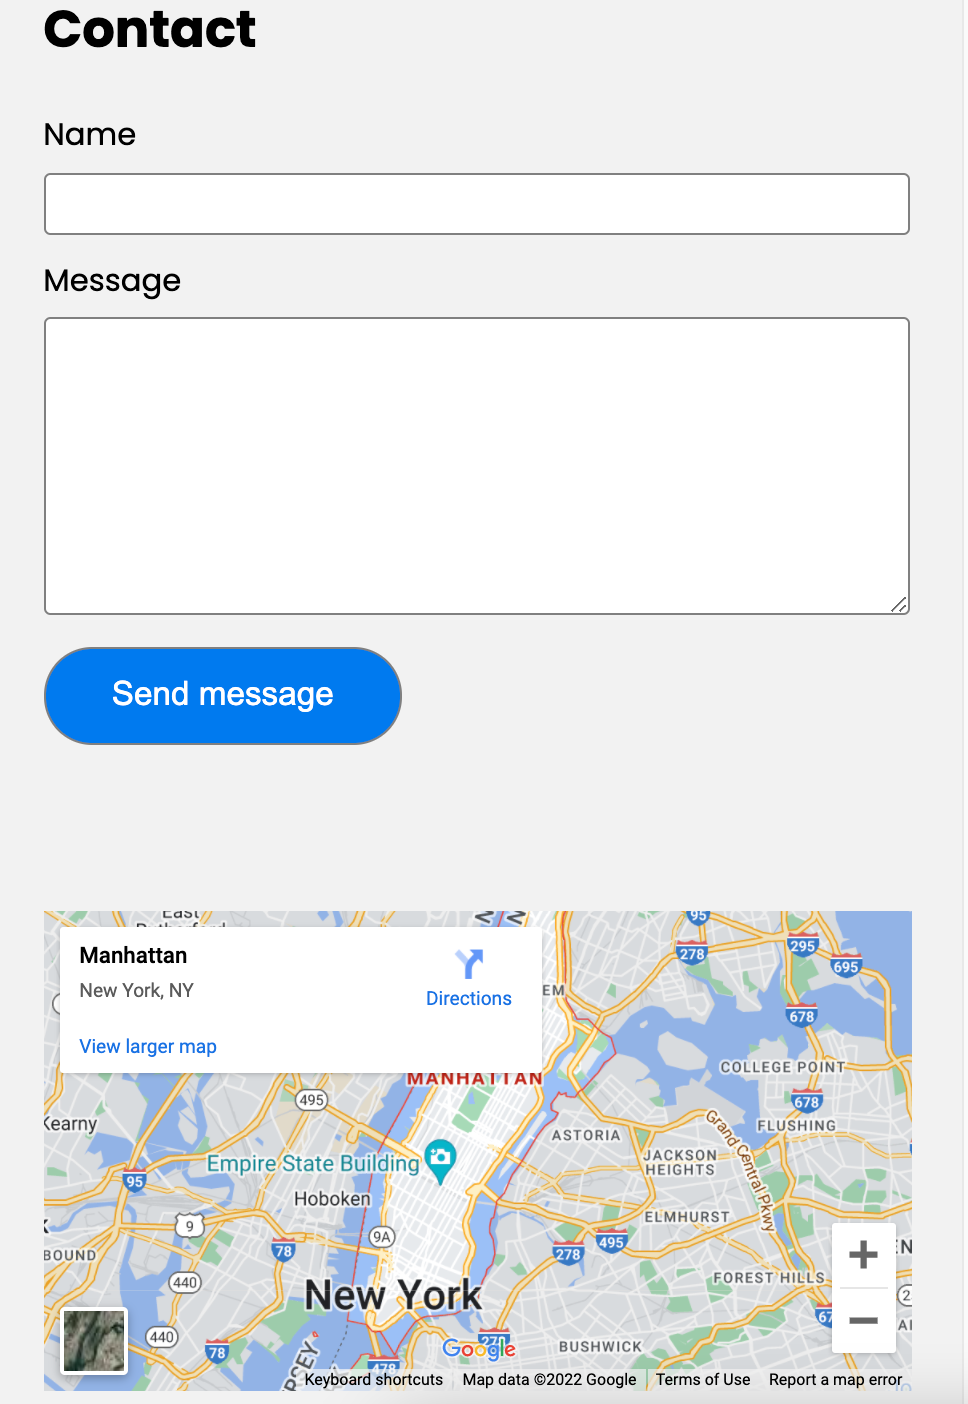 Contact
Name
Message
Send message
East
Manhattan
New York, NY
Directions
View larger map
95
278
295
695
EM
678
MANHATTAN
COLLEGE POINT
495
678
Kearny
FLUSHING
ASTORIA
Grand Central Pkwy
JACKSON
HEIGHTS
Empire State Building
95
Hoboken
9
ELMHURST
9A
495
BOUND
78
278
440
FOREST HILLS
New York
440
78
Google
278
BUSHWICK
478
Keyboard shortcuts
Map data ©2022 Google
Terms of Use
Report a map error